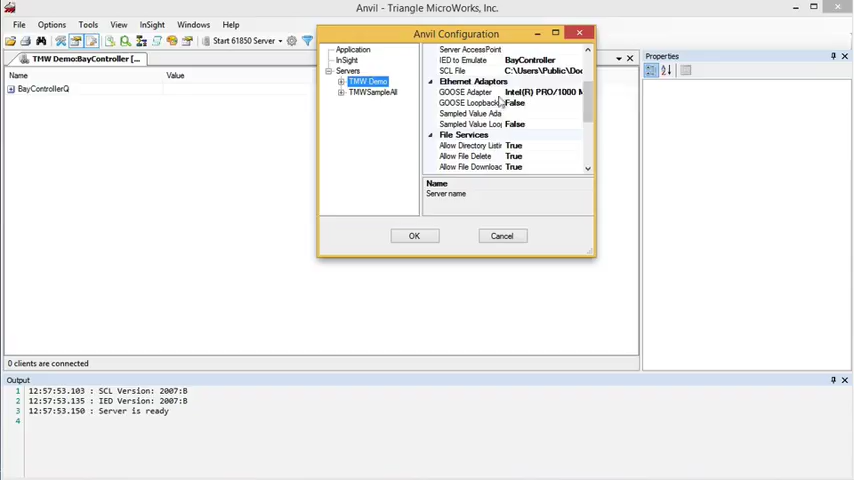 Anvil - Triangle MicroWorks, Inc.
File Options Tools InSight Windows Help
Start 61850 Server
TMW Demo:BayController [...
Name Value
BayControllerQ
0 clients are connected
Anvil Configuration
Application
InSight
Servers
TMW Demo
TMWSampleAll
Server AccessPoint
IED to Emulate BayController
SCL File C:\Users\Public\Doc
Ethernet Adaptors
GOOSE Adapter Intel(R) PRO/1000 M
GOOSE Loopback False
Sampled Value Ada
Sampled Value Loo False
File Services
Allow Directory Listin True
Allow File Delete True
Allow File Download True
Name
Server name
OK Cancel
Properties
Output
1 12:57:53.103 : SCL Version: 2007:B
2 12:57:53.135 : IED Version: 2007:B
3 12:57:53.150 : Server is ready
4